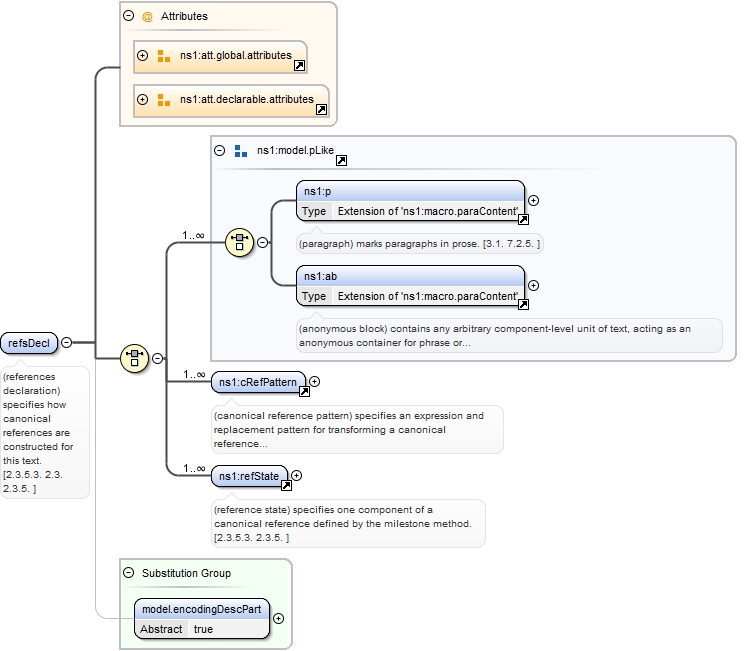 @ Attributes
ns1:att.global.attributes
ns1:att.declarable.attributes
ns1:model.pLike
ns1:p
Type Extension of 'ns1:macro.paraContent'
1..∞
(paragraph) marks paragraphs in prose. [3.1. 7.2.5. ]
ns1:ab
Type Extension of 'ns1:macro.paraContent'
(anonymous block) contains any arbitrary component-level unit of text, acting as an
anonymous container for phrase or...
refsDecl
(references
declaration)
specifies how
canonical
references are
constructed for
this text.
[2.3.5.3. 2.3.
2.3.5. ]
1..∞
ns1:cRefPattern
(canonical reference pattern) specifies an expression and
replacement pattern for transforming a canonical
reference...
1..∞
ns1:refState
(reference state) specifies one component of a
canonical reference defined by the milestone method.
[2.3.5.3. 2.3.5. ]
Substitution Group
model.encodingDescPart
Abstract true